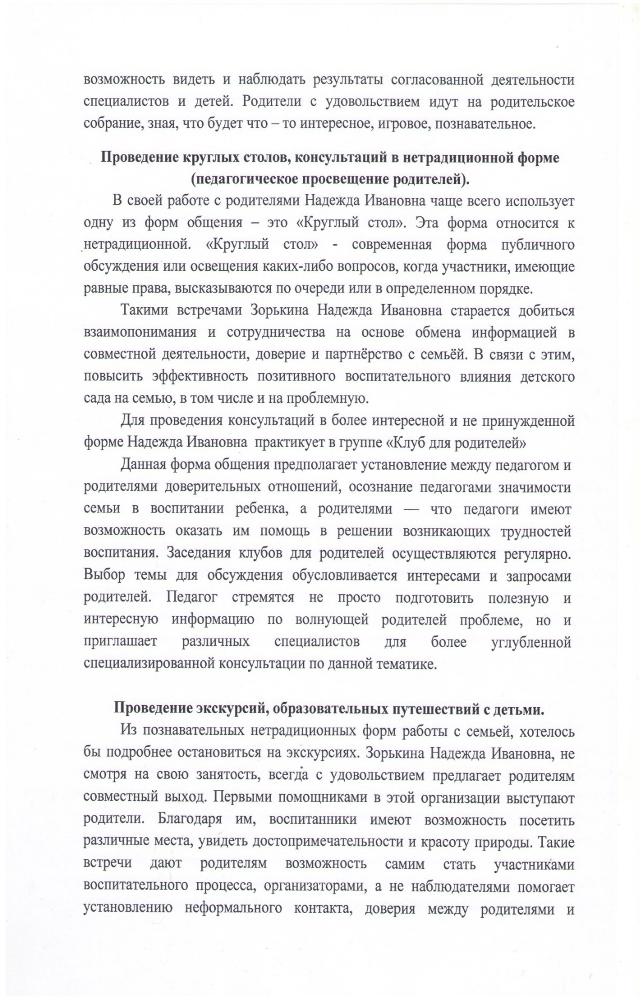 возможность видеть и наблюдать результаты согласованной деятельности
специалистов и детей. Родители с удовольствием идут на родительское
собрание, зная, что будет что – то интересное, игровое, познавательное.
Проведение круглых столов, консультаций в нетрадиционной форме
(педагогическое просвещение родителей).
В своей работе с родителями Надежда Ивановна чаще всего использует
одну из форм общения – это «Круглый стол». Эта форма относится к
нетрадиционной. «Круглый стол» - современная форма публичного
обсуждения или освещения каких-либо вопросов, когда участники, имеющие
равные права, высказываются по очереди или в определенном порядке.
Такими встречами Зорькина Надежда Ивановна старается добиться
взаимопонимания и сотрудничества на основе обмена информацией в
совместной деятельности, доверие и партнёрство с семьёй. В связи с этим,
повысить эффективность позитивного воспитательного влияния детского
сада на семью, в том числе и на проблемную.
Для проведения консультаций в более интересной и не принужденной
форме Надежда Ивановна практикует в группе «Клуб для родителей»
Данная форма общения предполагает установление между педагогом и
родителями доверительных отношений, осознание педагогами значимости
семьи в воспитании ребенка, а родителями — что педагоги имеют
возможность оказать им помощь в решении возникающих трудностей
воспитания. Заседания клубов для родителей осуществляются регулярно.
Выбор темы для обсуждения обусловливается интересами и запросами
родителей. Педагог стремятся не просто подготовить полезную и
интересную информацию по волнующей родителей проблеме, но и
приглашает различных специалистов для более углубленной
специализированной консультации по данной тематике.
Проведение экскурсий, образовательных путешествий с детьми.
Из познавательных нетрадиционных форм работы с семьей, хотелось
бы подробнее остановиться на экскурсиях. Зорькина Надежда Ивановна, не
смотря на свою занятость, всегда с удовольствием предлагает родителям
совместный выход. Первыми помощниками в этой организации выступают
родители. Благодаря им, воспитанники имеют возможность посетить
различные места, увидеть достопримечательности и красоту природы. Такие
встречи дают родителям возможность самим стать участниками
воспитательного процесса, организаторами, а не наблюдателями помогает
установлению неформального контакта, доверия между родителями и